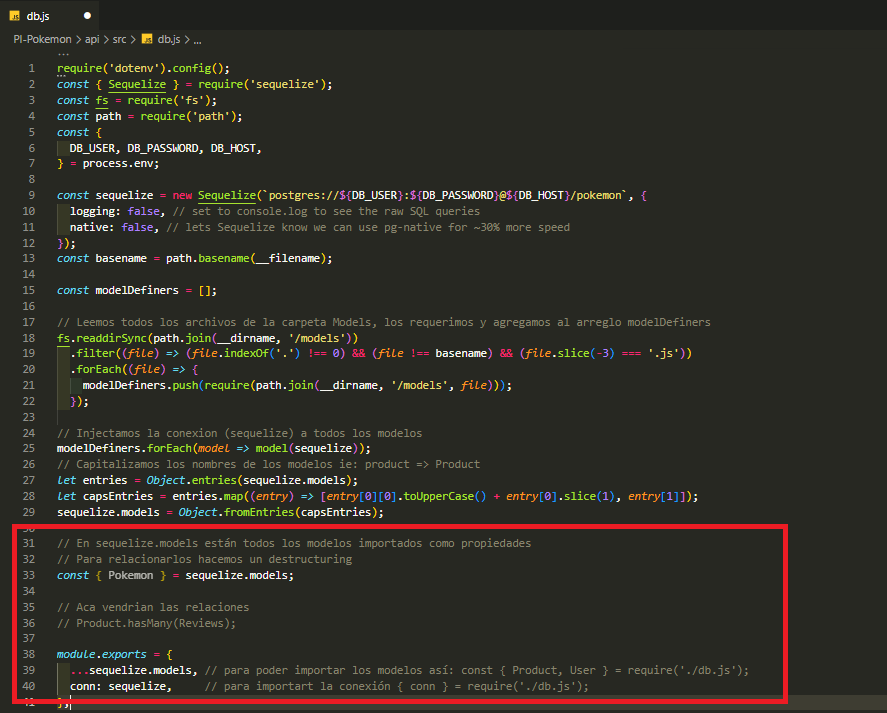 db.js
PI-Pokemon > api > src > db.js > ...
1 require('dotenv').config();
2 const { Sequelize } = require('sequelize');
3 const fs = require('fs');
4 const path = require('path');
5 const {
6   DB_USER, DB_PASSWORD, DB_HOST,
7 } = process.env;
8
9 const sequelize = new Sequelize(`postgres://${DB_USER}:${DB_PASSWORD}@${DB_HOST}/pokemon`, {
10   logging: false, // set to console.log to see the raw SQL queries
11   native: false, // lets Sequelize know we can use pg-native for ~30% more speed
12 });
13 const basename = path.basename(__filename);
14
15 const modelDefiners = [];
16
17 // Leemos todos los archivos de la carpeta Models, los requerimos y agregamos al arreglo modelDefiners
18 fs.readdirSync(path.join(__dirname, '/models'))
19   .filter((file) => (file.indexOf('.') !== 0) && (file !== basename) && (file.slice(-3) === '.js'))
20   .forEach((file) => {
21     modelDefiners.push(require(path.join(__dirname, '/models', file)));
22   });
23
24 // Injectamos la conexion (sequelize) a todos los modelos
25 modelDefiners.forEach(model => model(sequelize));
26 // Capitalizamos los nombres de los modelos ie: product => Product
27 let entries = Object.entries(sequelize.models);
28 let capsEntries = entries.map((entry) => [entry[0][0].toUpperCase() + entry[0].slice(1), entry[1]]);
29 sequelize.models = Object.fromEntries(capsEntries);
30
31 // En sequelize.models están todos los modelos importados como propiedades
32 // Para relacionarlos hacemos un destructuring
33 const { Pokemon } = sequelize.models;
34
35 // Aca vendrian las relaciones
36 // Product.hasMany(Reviews);
37
38 module.exports = {
39   ...sequelize.models, // para poder importar los modelos así: const { Product, User } = require('./db.js');
40   conn: sequelize,     // para importart la conexión { conn } = require('./db.js');
41 };